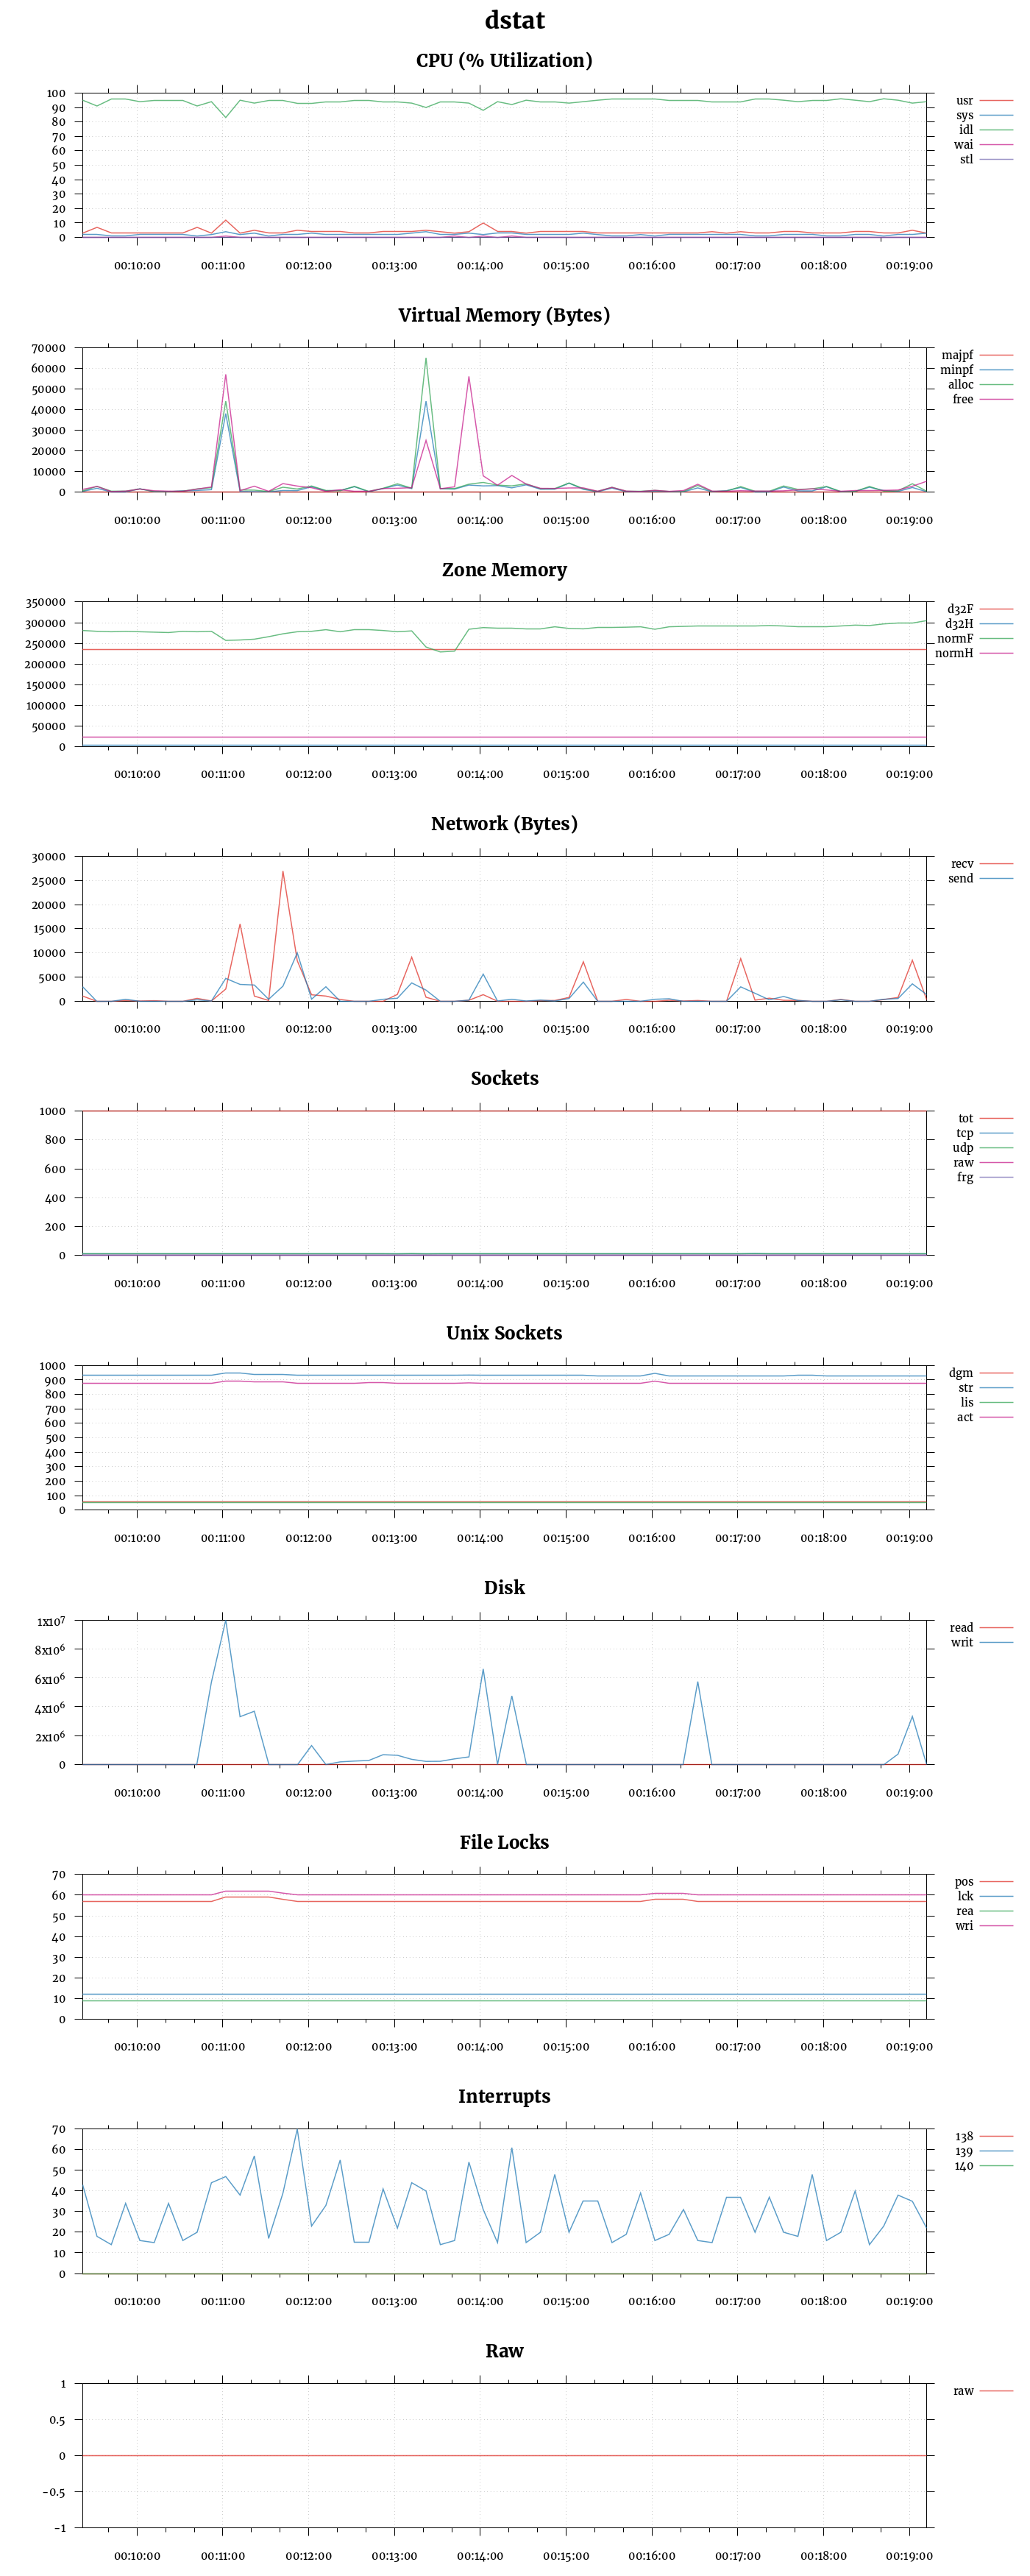 dstat
CPU (% Utilization)
100
90
80
70
60
50
40
30
20
10
0
usr
sys
idl
wai
stl
00:10:00 00:11:00 00:12:00 00:13:00 00:14:00 00:15:00 00:16:00 00:17:00 00:18:00 00:19:00
Virtual Memory (Bytes)
70000
60000
50000
40000
30000
20000
10000
0
majpf
minpf
alloc
free
00:10:00 00:11:00 00:12:00 00:13:00 00:14:00 00:15:00 00:16:00 00:17:00 00:18:00 00:19:00
Zone Memory
350000
300000
250000
200000
150000
100000
50000
0
d32F
d32H
normF
normH
00:10:00 00:11:00 00:12:00 00:13:00 00:14:00 00:15:00 00:16:00 00:17:00 00:18:00 00:19:00
Network (Bytes)
30000
25000
20000
15000
10000
5000
0
recv
send
00:10:00 00:11:00 00:12:00 00:13:00 00:14:00 00:15:00 00:16:00 00:17:00 00:18:00 00:19:00
Sockets
1000
800
600
400
200
0
tot
tcp
udp
raw
frg
00:10:00 00:11:00 00:12:00 00:13:00 00:14:00 00:15:00 00:16:00 00:17:00 00:18:00 00:19:00
Unix Sockets
1000
900
800
700
600
500
400
300
200
100
0
dgm
str
lis
act
00:10:00 00:11:00 00:12:00 00:13:00 00:14:00 00:15:00 00:16:00 00:17:00 00:18:00 00:19:00
Disk
1x10⁷
8x10⁶
6x10⁶
4x10⁶
2x10⁶
0
read
writ
00:10:00 00:11:00 00:12:00 00:13:00 00:14:00 00:15:00 00:16:00 00:17:00 00:18:00 00:19:00
File Locks
70
60
50
40
30
20
10
0
pos
lck
rea
wri
00:10:00 00:11:00 00:12:00 00:13:00 00:14:00 00:15:00 00:16:00 00:17:00 00:18:00 00:19:00
Interrupts
70
60
50
40
30
20
10
0
138
139
140
00:10:00 00:11:00 00:12:00 00:13:00 00:14:00 00:15:00 00:16:00 00:17:00 00:18:00 00:19:00
Raw
1
0.5
0
-0.5
-1
raw
00:10:00 00:11:00 00:12:00 00:13:00 00:14:00 00:15:00 00:16:00 00:17:00 00:18:00 00:19:00